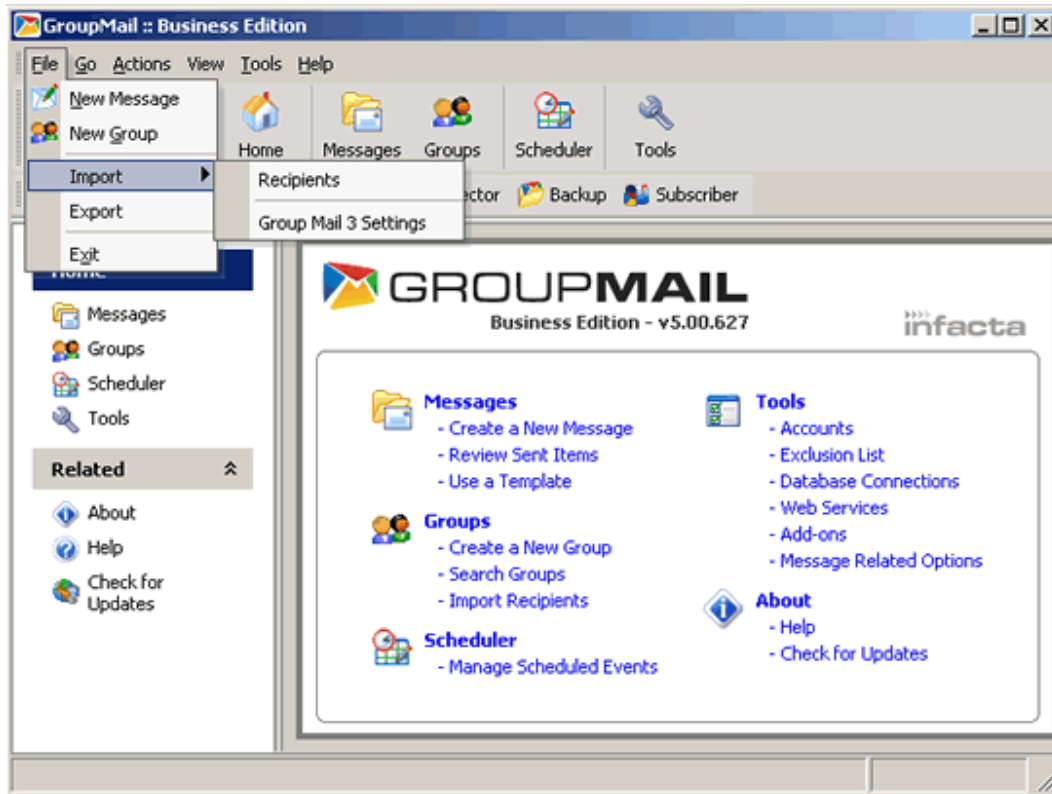 GroupMail :: Business Edition
File Go Actions View Tools Help
New Message
New Group
Import
Export
Exit
Recipients
Group Mail 3 Settings
Home Messages Groups Scheduler Tools
Backup Subscriber
Home
Messages
Groups
Scheduler
Tools
Related
About
Help
Check for
Updates
GROUPMAIL
Business Edition - v5.00.627
infacta
Messages
- Create a New Message
- Review Sent Items
- Use a Template
Groups
- Create a New Group
- Search Groups
- Import Recipients
Scheduler
- Manage Scheduled Events
Tools
- Accounts
- Exclusion List
- Database Connections
- Web Services
- Add-ons
- Message Related Options
About
- Help
- Check for Updates